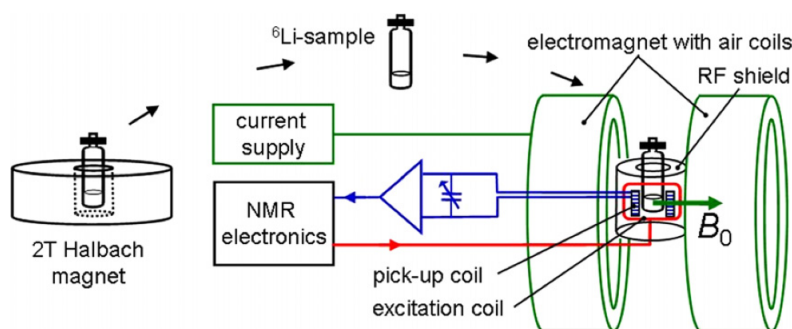 ⁶Li-sample
electromagnet with air coils
RF shield
current
supply
NMR
electronics
B₀
2T Halbach
magnet
pick-up coil
excitation coil